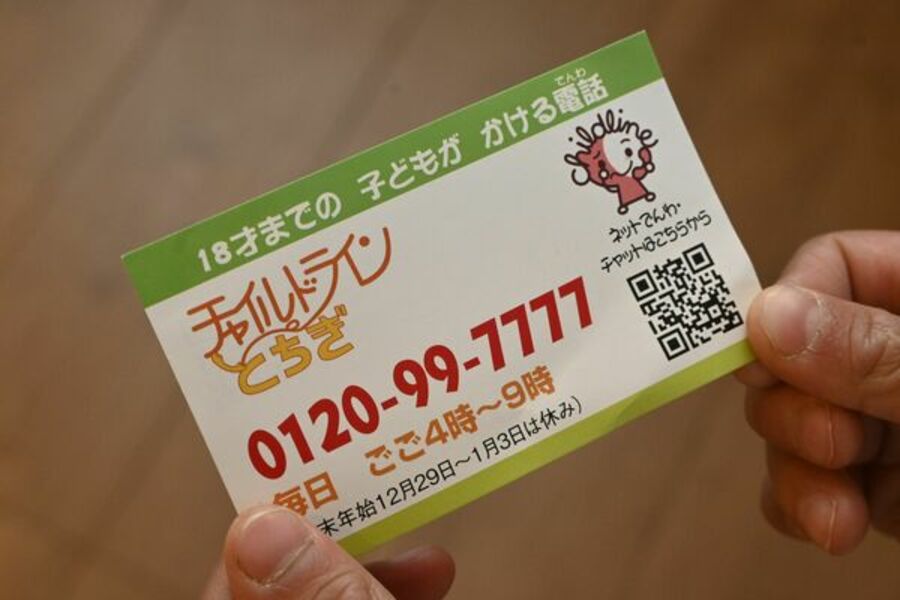 18才までの 子どもが かける電話
でんわ
childline
チャイルドライン
とちぎ
ネットでんわ・
チャットはこちらから
0120-99-7777
毎日 ごご4時～9時
末年始12月29日～1月3日は休み)